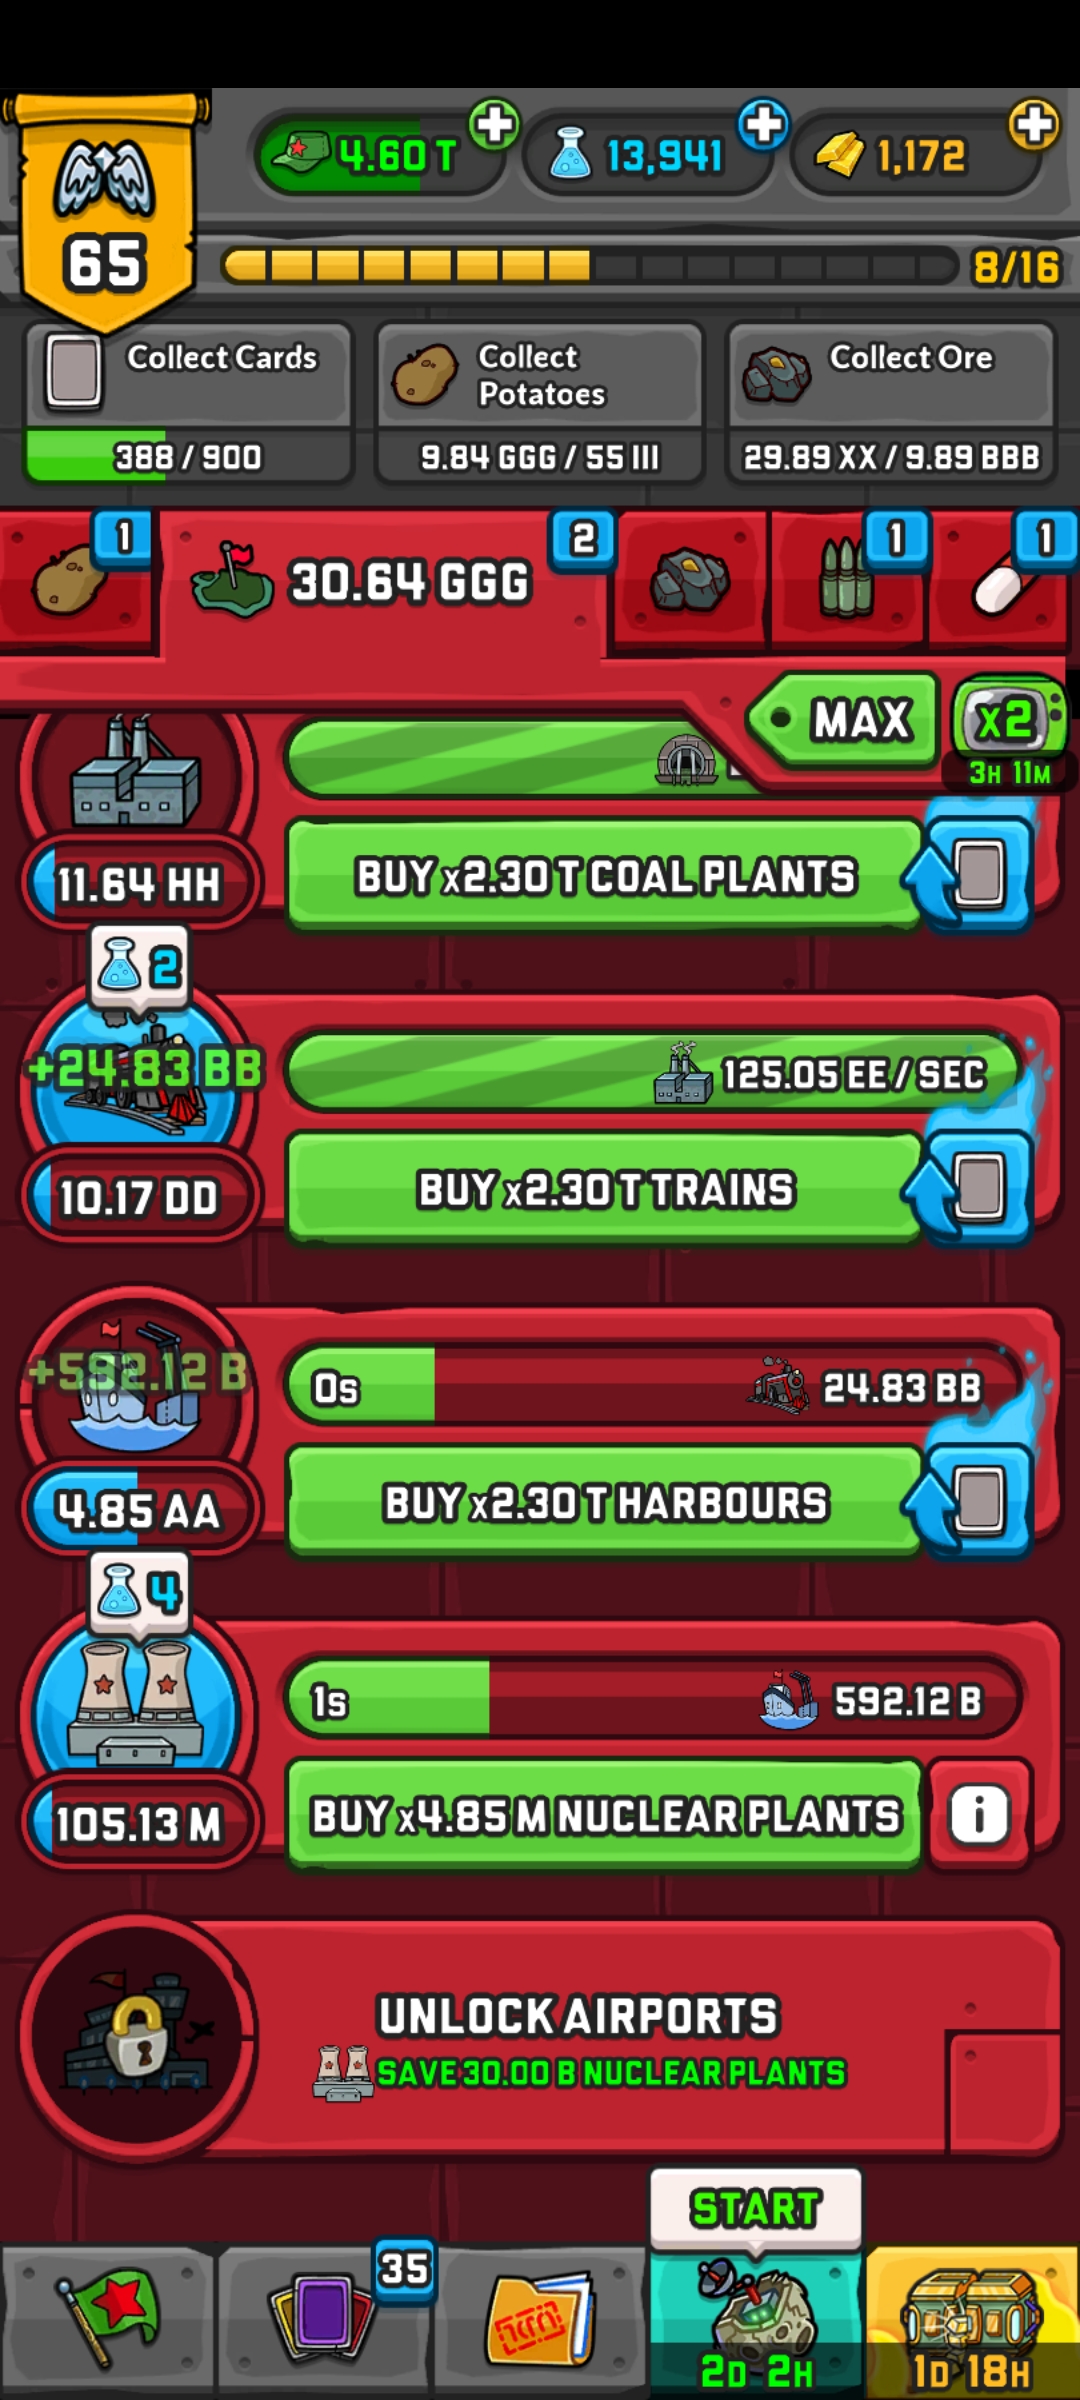 4.60 T
13,941
1,172
65
8/16
Collect Cards
388 / 900
Collect
Potatoes
9.84 GGG / 55 III
Collect Ore
29.89 XX / 9.89 BBB
1
30.64 GGG
2
1
1
MAX
x2
3H 11M
11.64 HH
BUY x2.30 T COAL PLANTS
2
+24.83 BB
125.05 EE / SEC
10.17 DD
BUY x2.30 T TRAINS
+592.12 B
0s
24.83 BB
4.85 AA
BUY x2.30 T HARBOURS
4
1s
592.12 B
105.13 M
BUY x4.85 M NUCLEAR PLANTS
i
UNLOCK AIRPORTS
SAVE 30.00 B NUCLEAR PLANTS
START
35
2D 2H
1D 18H